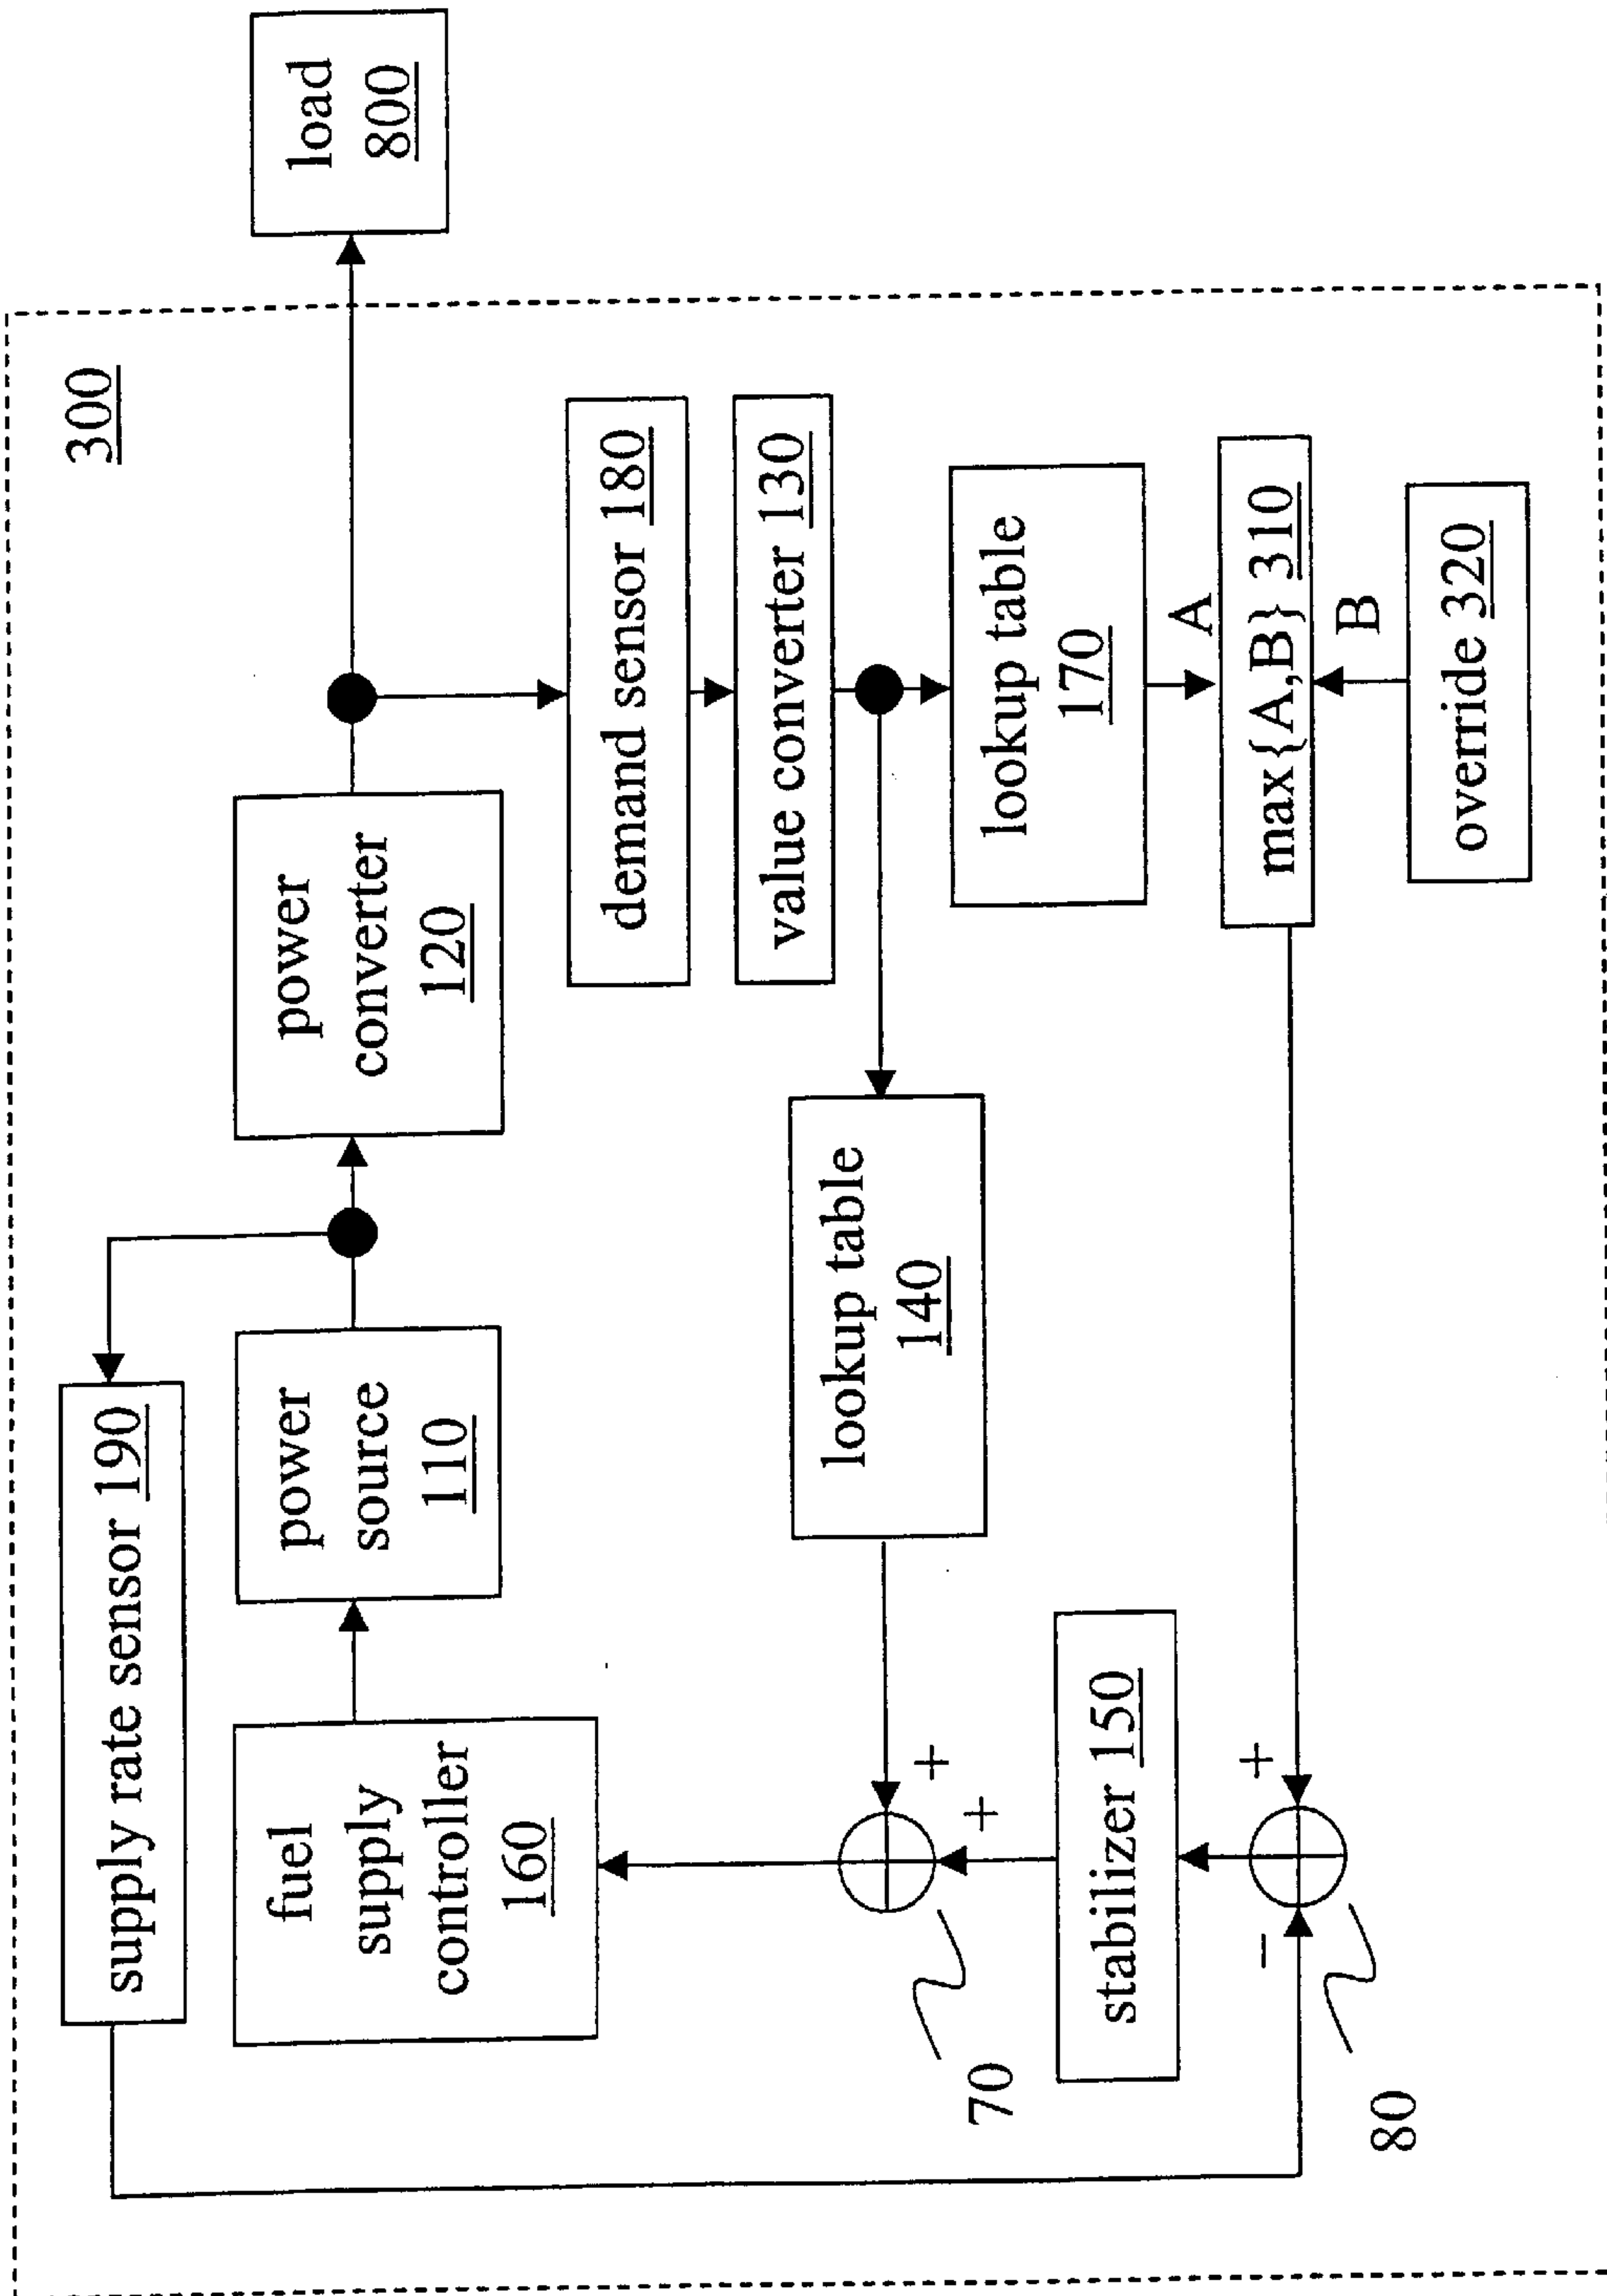 300
supply rate sensor 190
fuel
supply
controller
160
power
source
110
power
converter
120
load
800
demand sensor 180
value converter 130
lookup table
140
lookup table
170
+
+
70
stabilizer 150
A
max{A,B} 310
B
override 320
+
−
80